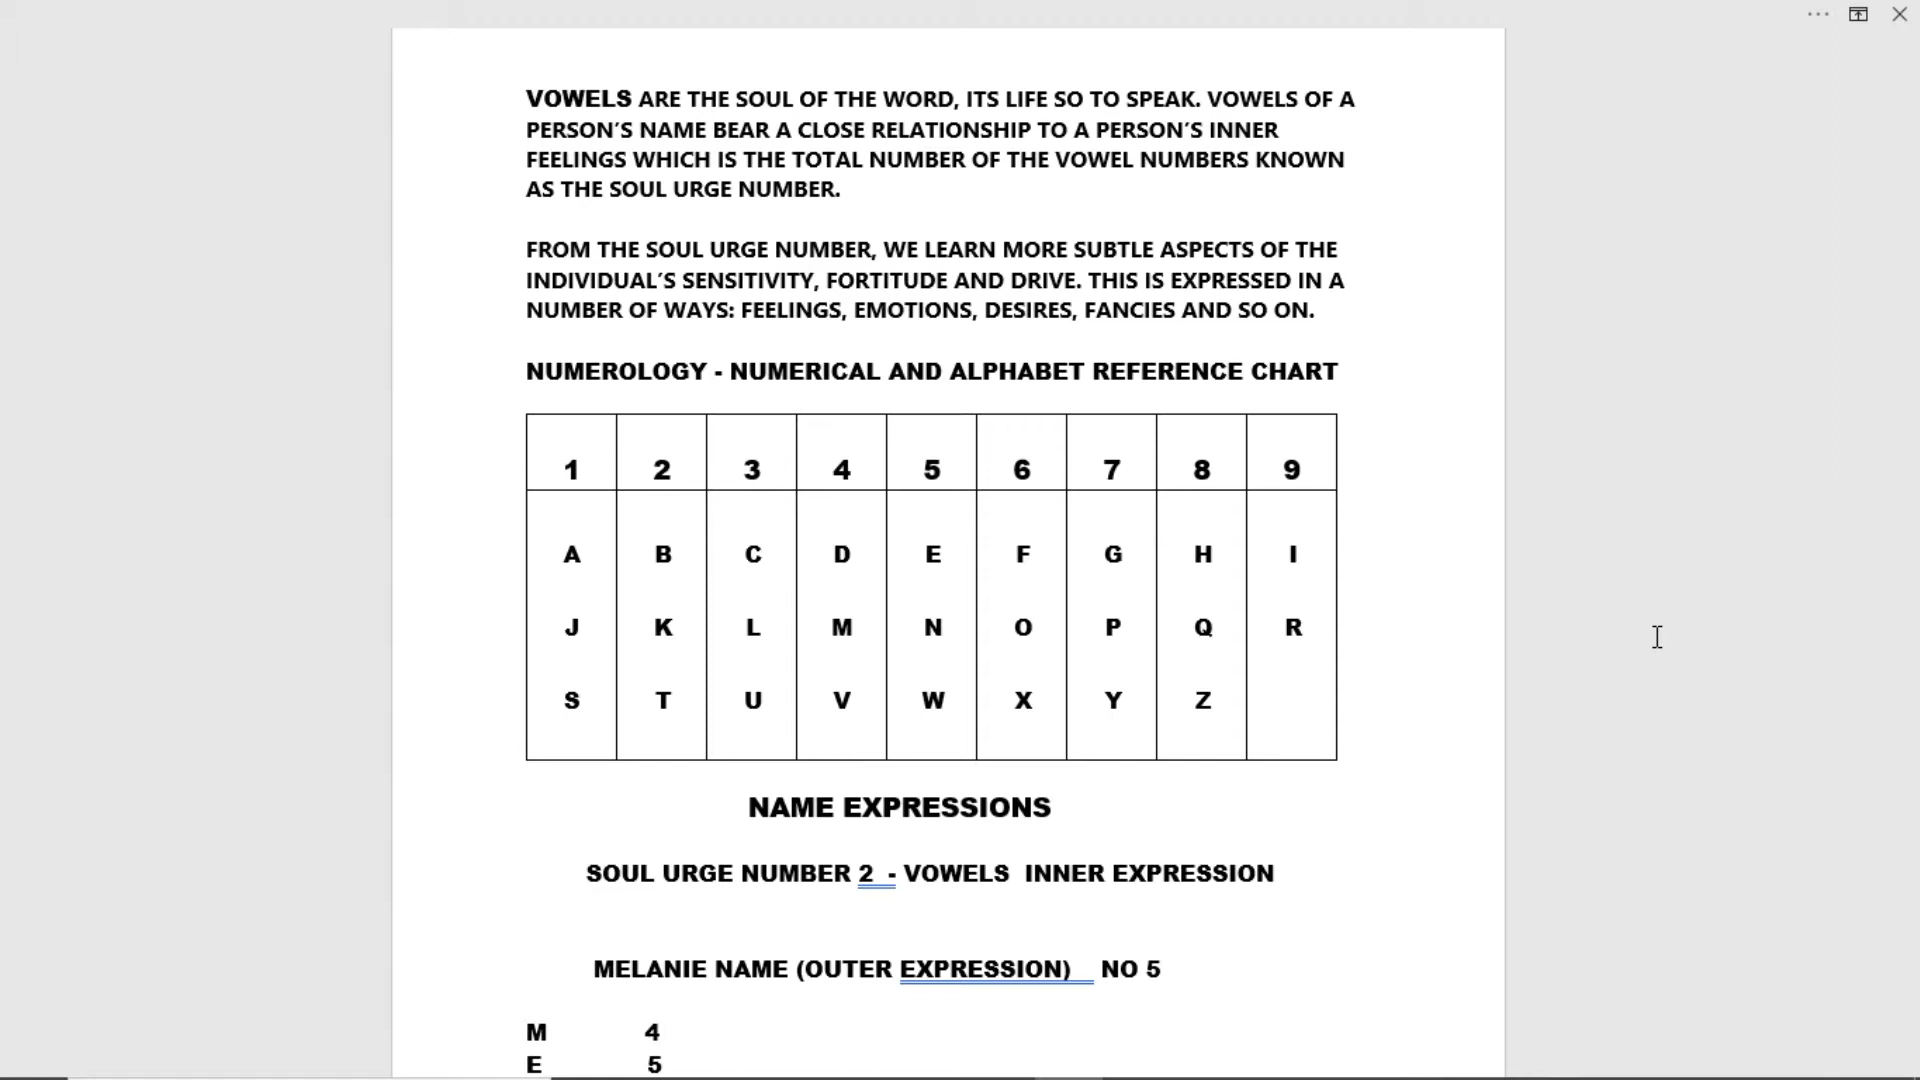 VOWELS ARE THE SOUL OF THE WORD, ITS LIFE SO TO SPEAK. VOWELS OF A
PERSON'S NAME BEAR A CLOSE RELATIONSHIP TO A PERSON'S INNER
FEELINGS WHICH IS THE TOTAL NUMBER OF THE VOWEL NUMBERS KNOWN
AS THE SOUL URGE NUMBER.
FROM THE SOUL URGE NUMBER, WE LEARN MORE SUBTLE ASPECTS OF THE
INDIVIDUAL'S SENSITIVITY, FORTITUDE AND DRIVE. THIS IS EXPRESSED IN A
NUMBER OF WAYS: FEELINGS, EMOTIONS, DESIRES, FANCIES AND SO ON.
NUMEROLOGY - NUMERICAL AND ALPHABET REFERENCE CHART
1 2 3 4 5 6 7 8 9
A B C D E F G H I
J K L M N O P Q R
S T U V W X Y Z
NAME EXPRESSIONS
SOUL URGE NUMBER 2 - VOWELS INNER EXPRESSION
MELANIE NAME (OUTER EXPRESSION) NO 5
M 4
E 5